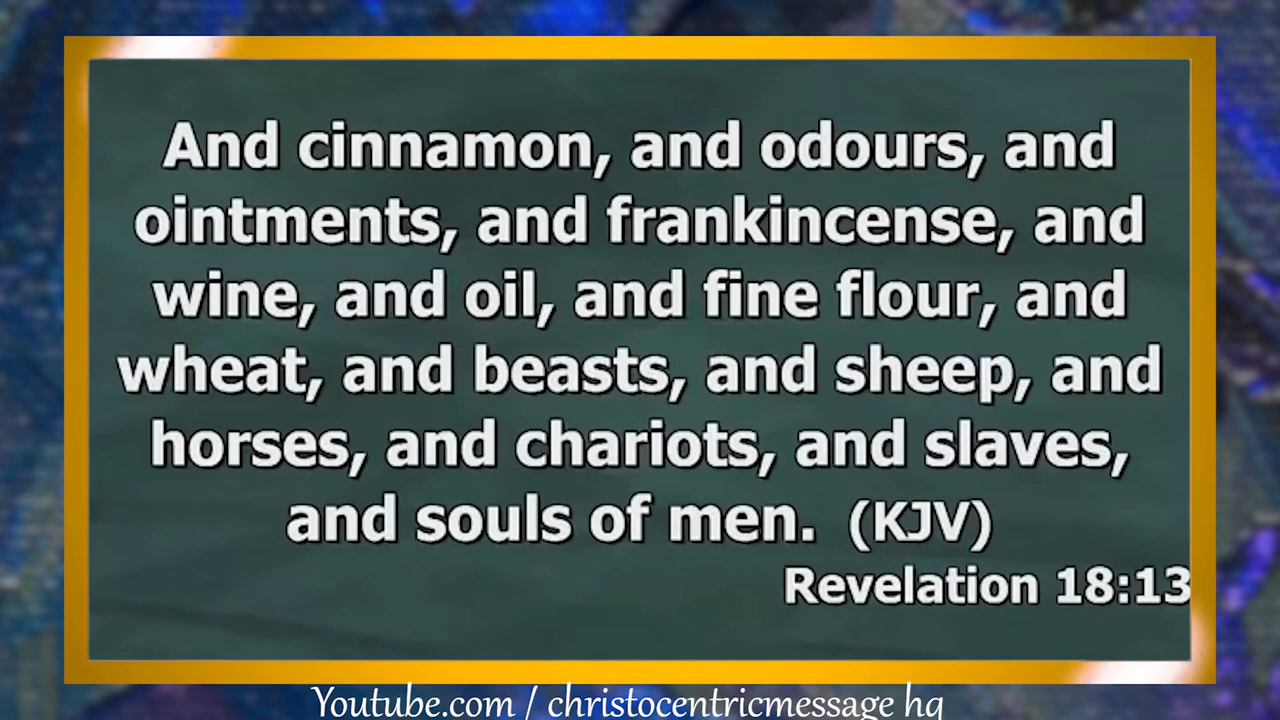 And cinnamon, and odours, and
ointments, and frankincense, and
wine, and oil, and fine flour, and
wheat, and beasts, and sheep, and
horses, and chariots, and slaves,
and souls of men. (KJV)
Revelation 18:13
Youtube.com / christocentricmessage hq